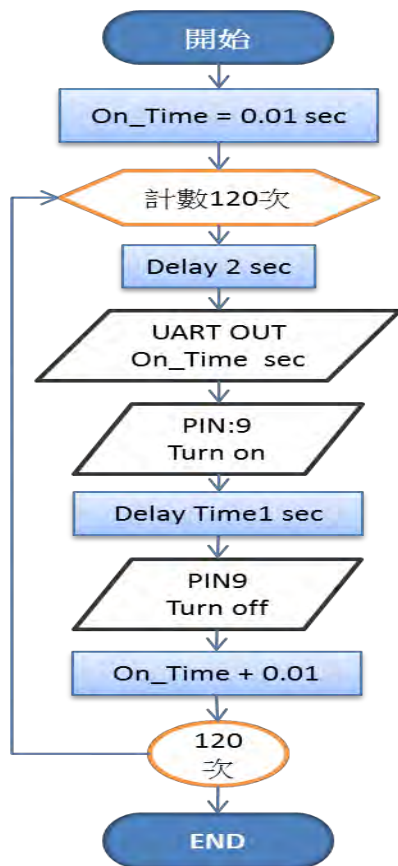 開始
On_Time = 0.01 sec
計數120次
Delay 2 sec
UART OUT
On_Time sec
PIN:9
Turn on
Delay Time1 sec
PIN9
Turn off
On_Time + 0.01
120
次
END